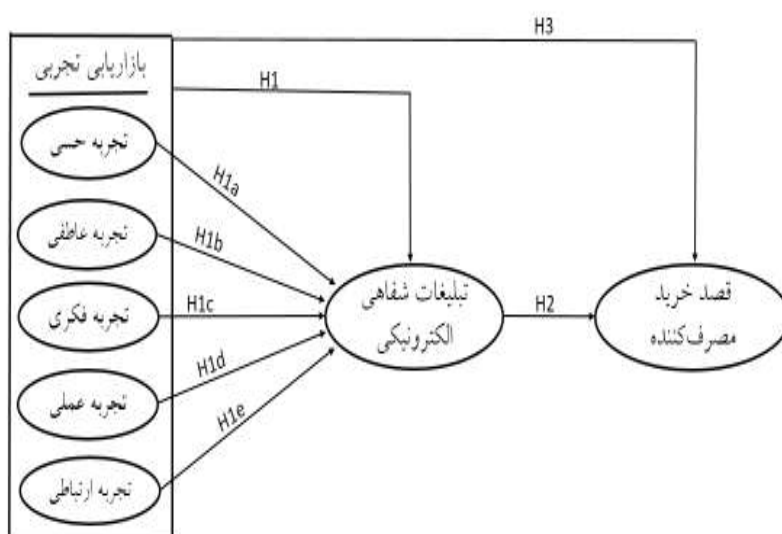 H3
بازاریابی تجربی
H1
تجربه حسی
H1a
تجربه عاطفی
H1b
تجربه فکری
H1c
تبلیغات شفاهی
الکترونیکی
H2
قصد خرید
مصرف‌کننده
تجربه عملی
H1d
تجربه ارتباطی
H1e